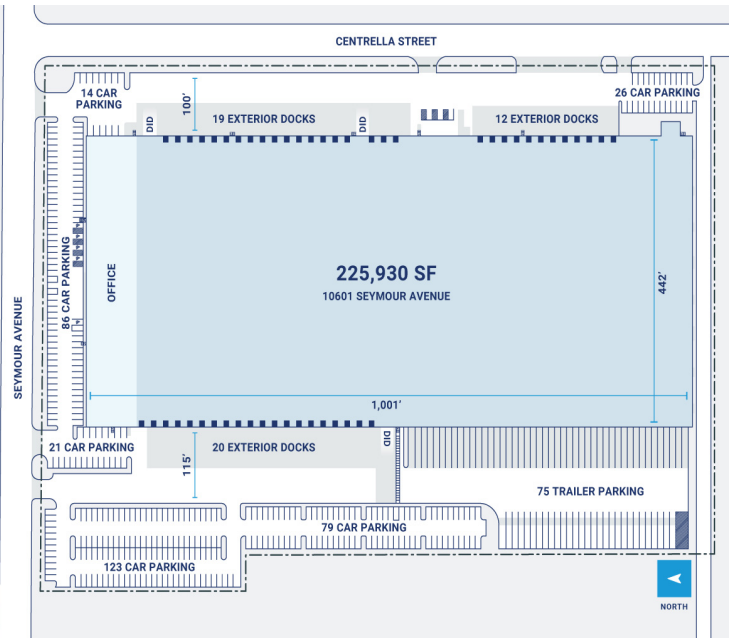 CENTRELLA STREET
14 CAR
PARKING
100'
DID
19 EXTERIOR DOCKS
DID
12 EXTERIOR DOCKS
26 CAR PARKING
SEYMOUR AVENUE
86 CAR PARKING
OFFICE
225,930 SF
10601 SEYMOUR AVENUE
442'
1,001'
21 CAR PARKING
115'
20 EXTERIOR DOCKS
DID
75 TRAILER PARKING
79 CAR PARKING
123 CAR PARKING
NORTH